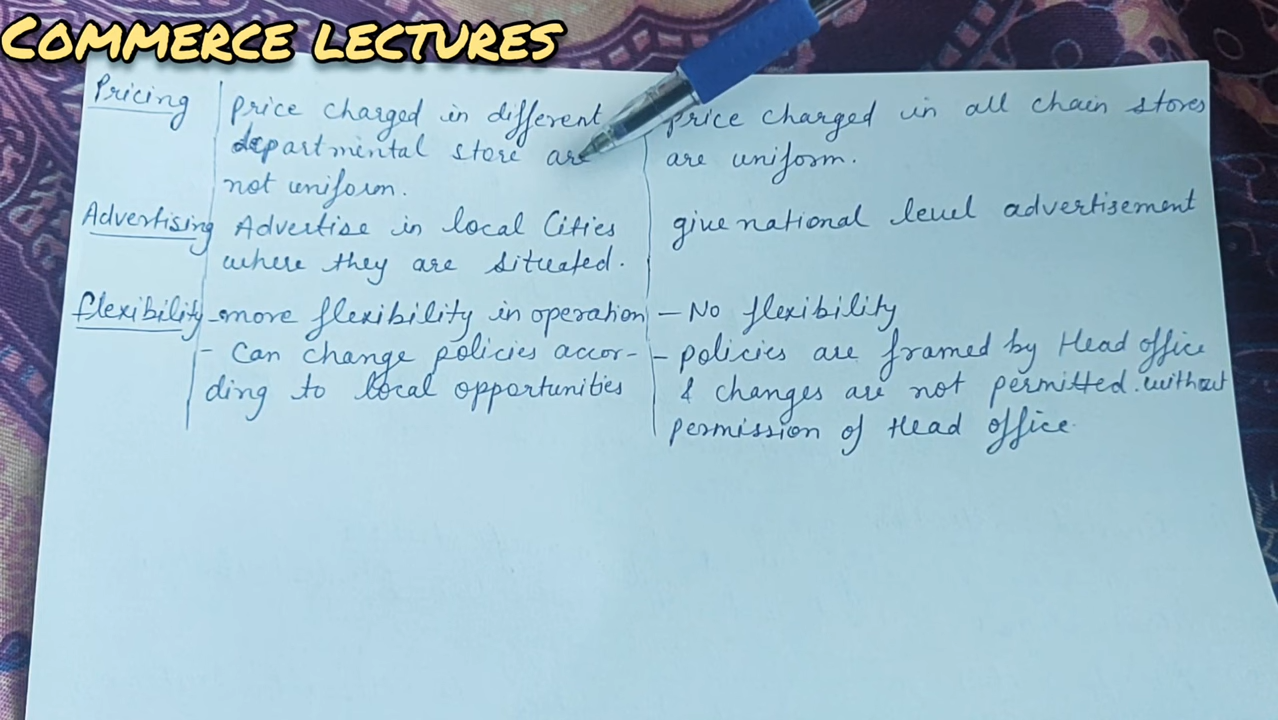 COMMERCE LECTURES
Pricing
Price charged in different
departmental store are
not uniform.
Price charged in all chain stores
are uniform.
Advertising
Advertise in local Cities
where they are situated.
give national level advertisement
flexibility
- more flexibility in operation
- Can change policies accor-
ding to local opportunities
- No flexibility
- policies are framed by Head office
& changes are not permitted. without
permission of Head office.